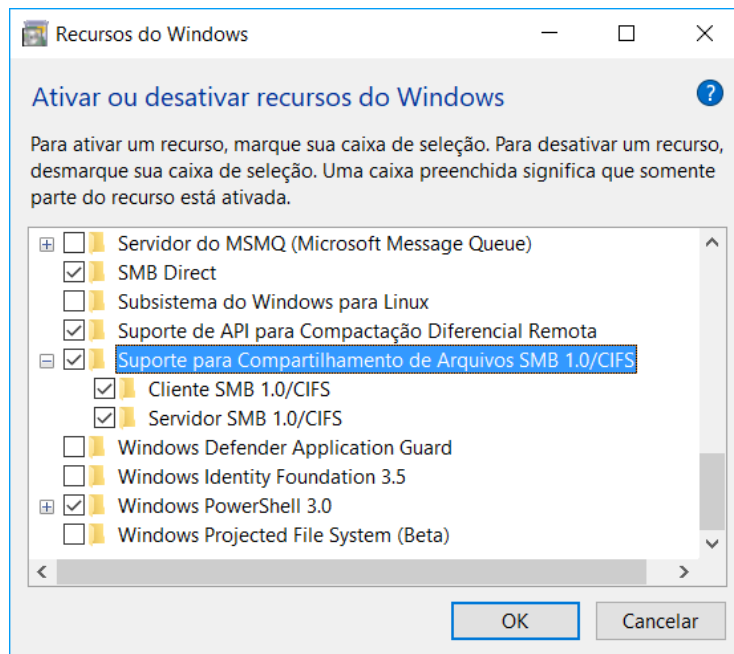 Recursos do Windows
Ativar ou desativar recursos do Windows
Para ativar um recurso, marque sua caixa de seleção. Para desativar um recurso,
desmarque sua caixa de seleção. Uma caixa preenchida significa que somente
parte do recurso está ativada.
Servidor do MSMQ (Microsoft Message Queue)
SMB Direct
Subsistema do Windows para Linux
Suporte de API para Compactação Diferencial Remota
Suporte para Compartilhamento de Arquivos SMB 1.0/CIFS
Cliente SMB 1.0/CIFS
Servidor SMB 1.0/CIFS
Windows Defender Application Guard
Windows Identity Foundation 3.5
Windows PowerShell 3.0
Windows Projected File System (Beta)
OK
Cancelar